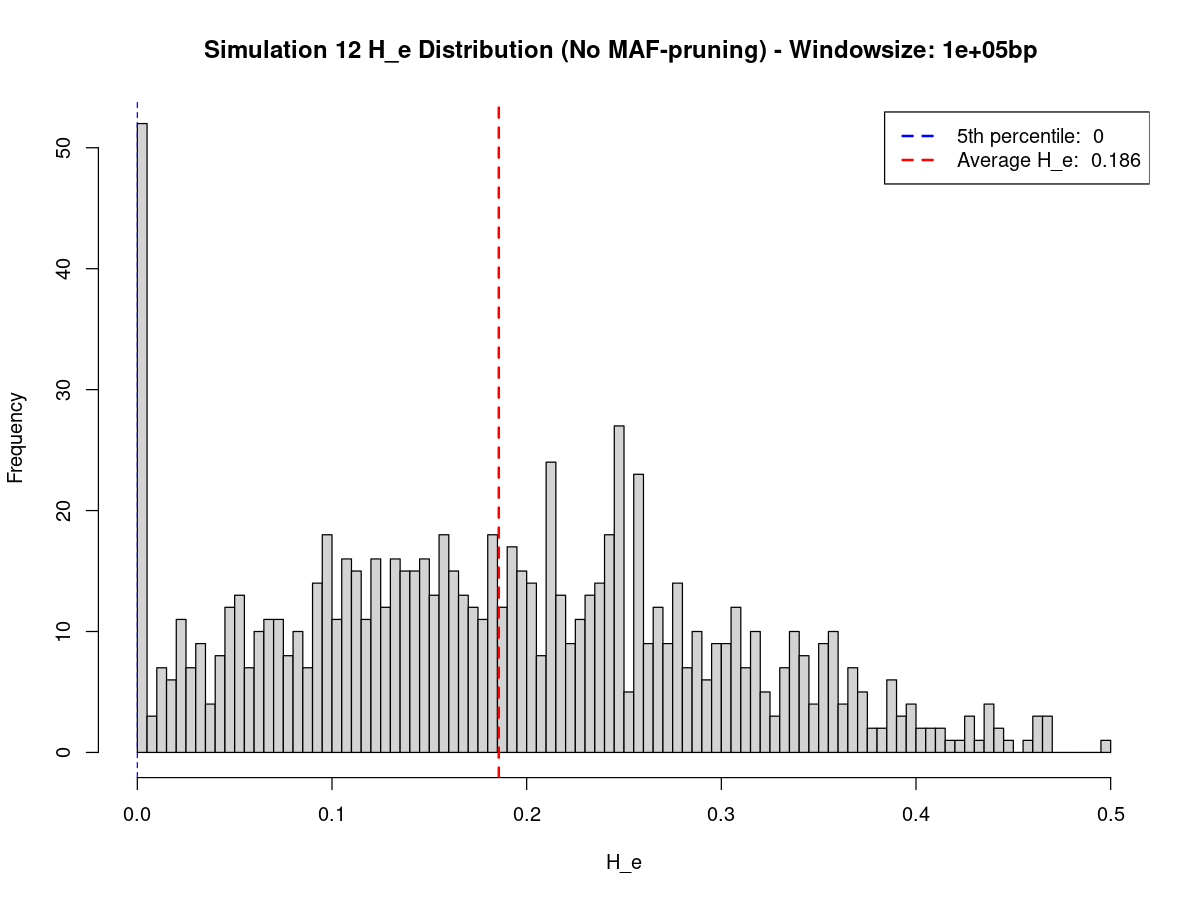 Simulation 12 H_e Distribution (No MAF-pruning) - Windowsize: 1e+05bp
5th percentile: 0
Average H_e: 0.186
Frequency
50
40
30
20
10
0
0.0 0.1 0.2 0.3 0.4 0.5
H_e